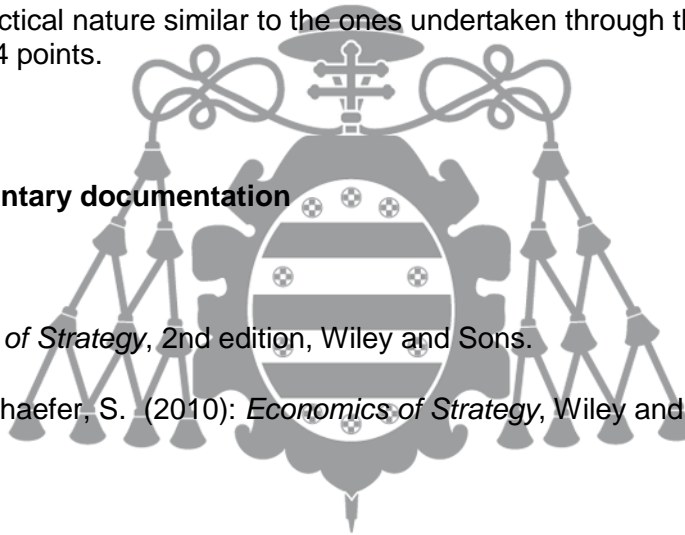 ctical nature similar to the ones undertaken through th
4 points.
ntary documentation
of Strategy, 2nd edition, Wiley and Sons.
haefer, S. (2010): Economics of Strategy, Wiley and